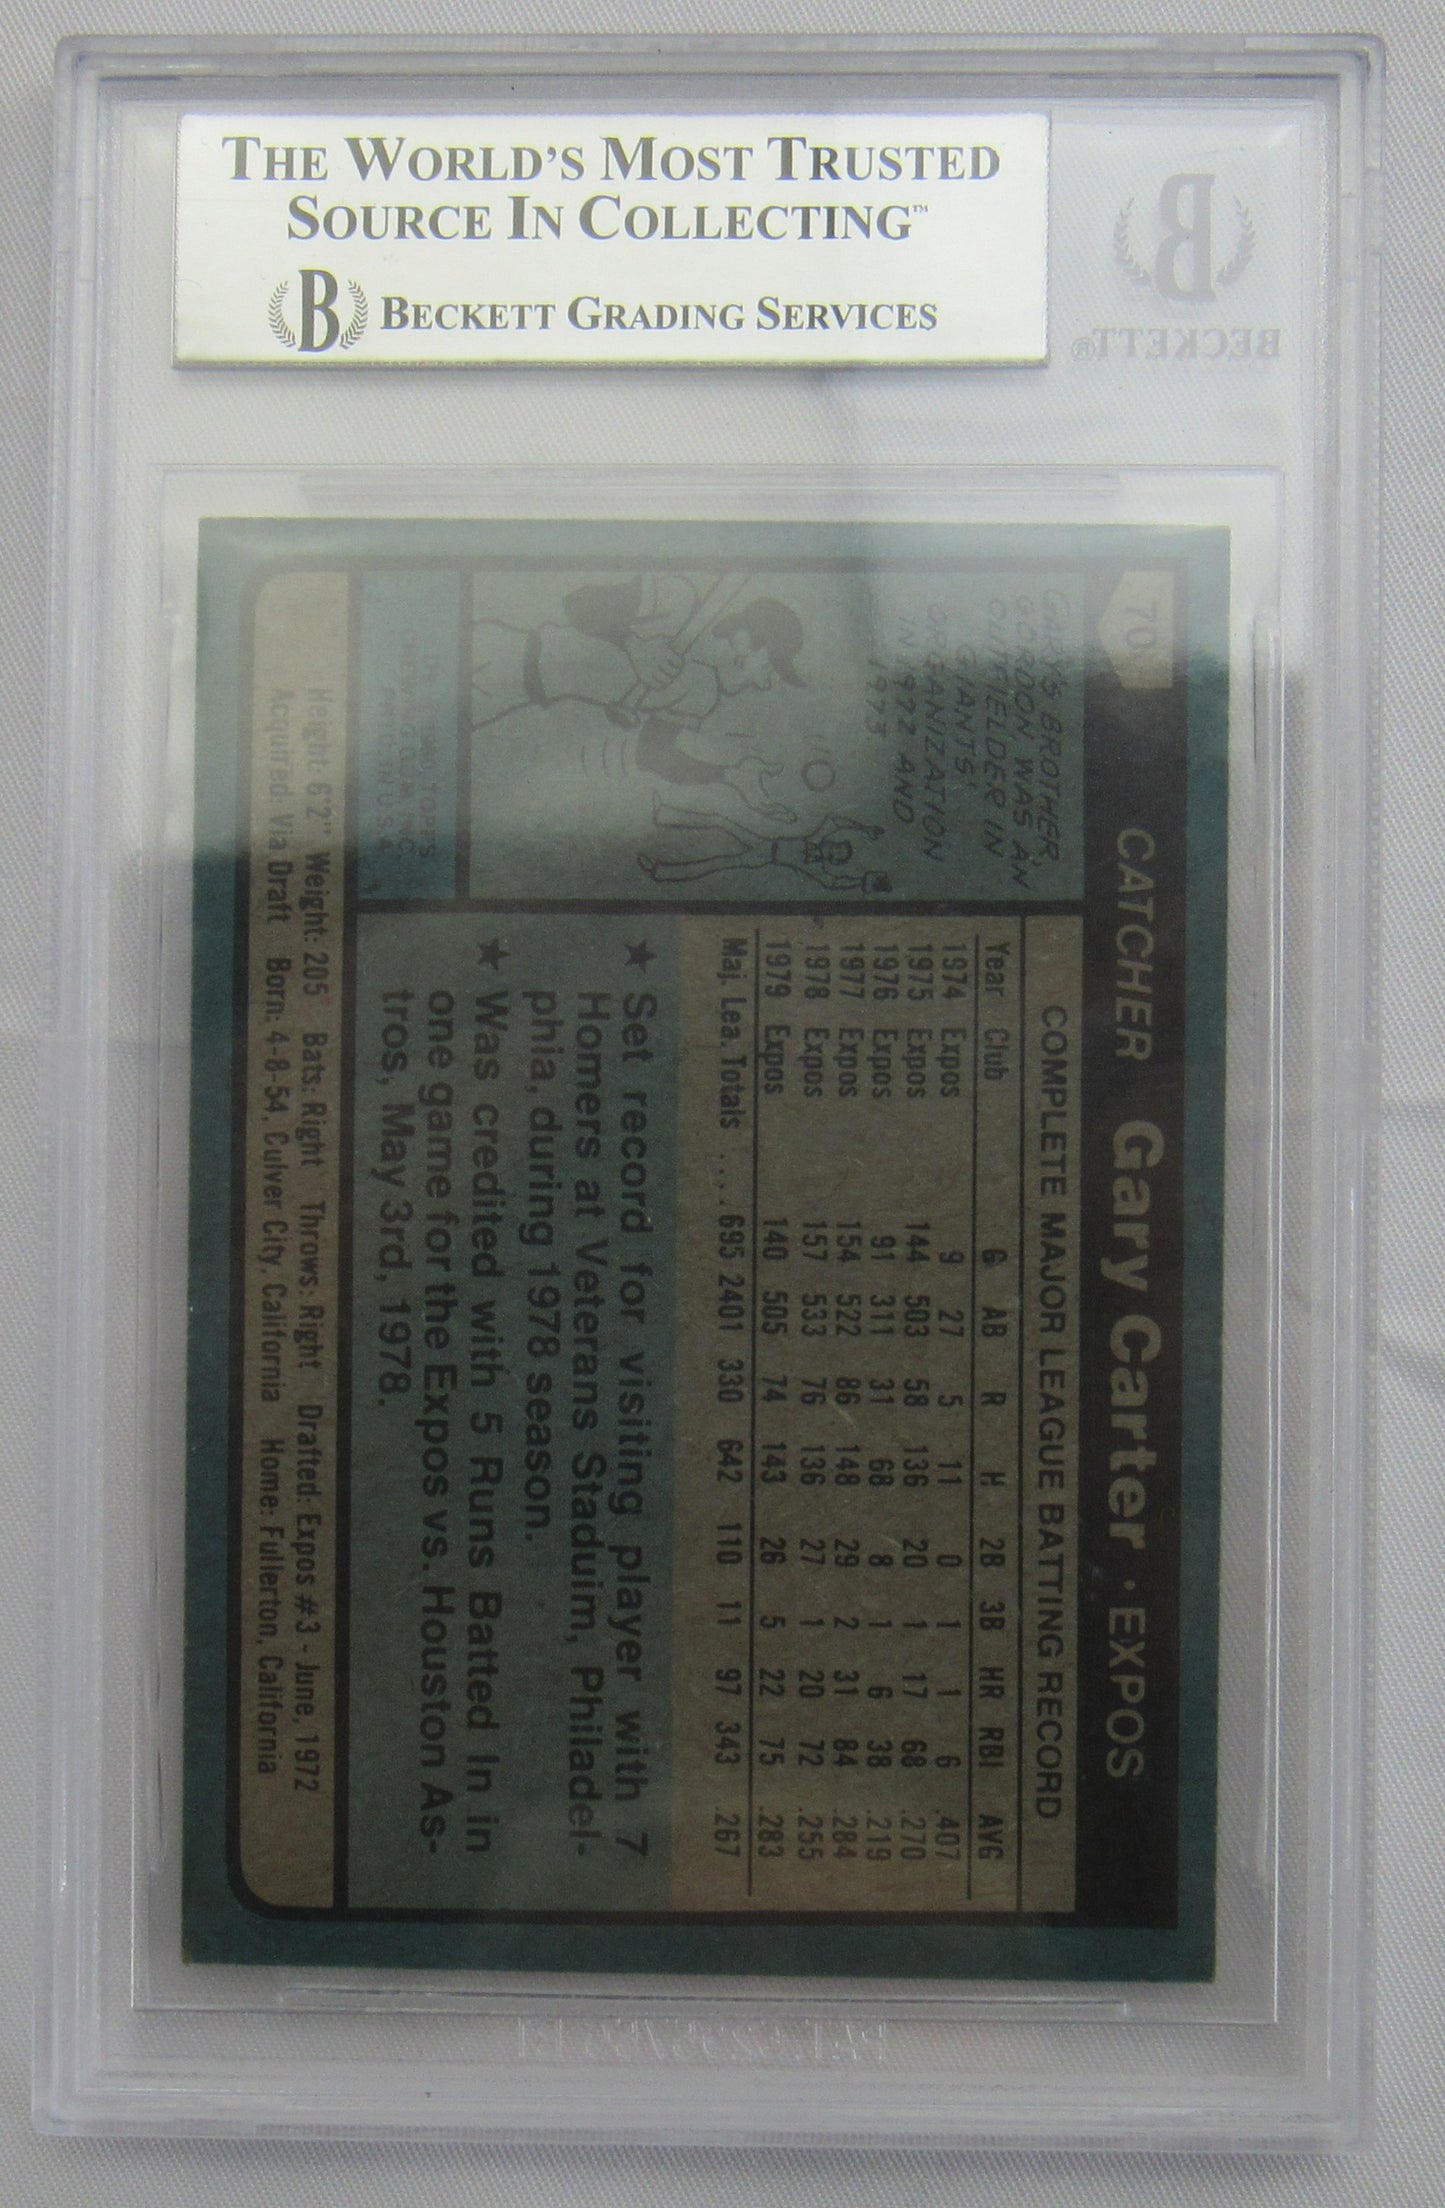 THE WORLD'S MOST TRUSTED
SOURCE IN COLLECTING™
B BECKETT GRADING SERVICES
B
BECKETT®
70
CATCHER Gary Carter · EXPOS
COMPLETE MAJOR LEAGUE BATTING RECORD
Year Club G AB R H 2B 3B HR RBI AVG
1974 Expos 9 27 5 11 0 1 1 6 .407
1975 Expos 144 503 58 136 20 1 17 68 .270
1976 Expos 91 311 31 68 8 1 6 38 .219
1977 Expos 154 522 86 148 29 2 31 84 .284
1978 Expos 157 533 76 136 27 1 20 72 .255
1979 Expos 140 505 74 143 26 5 22 75 .283
Maj. Lea. Totals .... 695 2401 330 642 110 11 97 343 .267
GARY'S BROTHER,
GORDON WAS AN
OUTFIELDER IN
GIANTS'
ORGANIZATION
IN 1972 AND
1973
★ Set record for visiting player with 7
Homers at Veterans Staduim, Philadel-
phia, during 1978 season.
★ Was credited with 5 Runs Batted In in
one game for the Expos vs. Houston As-
tros, May 3rd, 1978.
TOPPS
CHEWING GUM, INC.
PRTD. IN U.S.A.
Height: 6'2" Weight: 205 Bats: Right Throws: Right Drafted: Expos #3 - June, 1972
Acquired: Via Draft Born: 4-8-54, Culver City, California Home: Fullerton, California